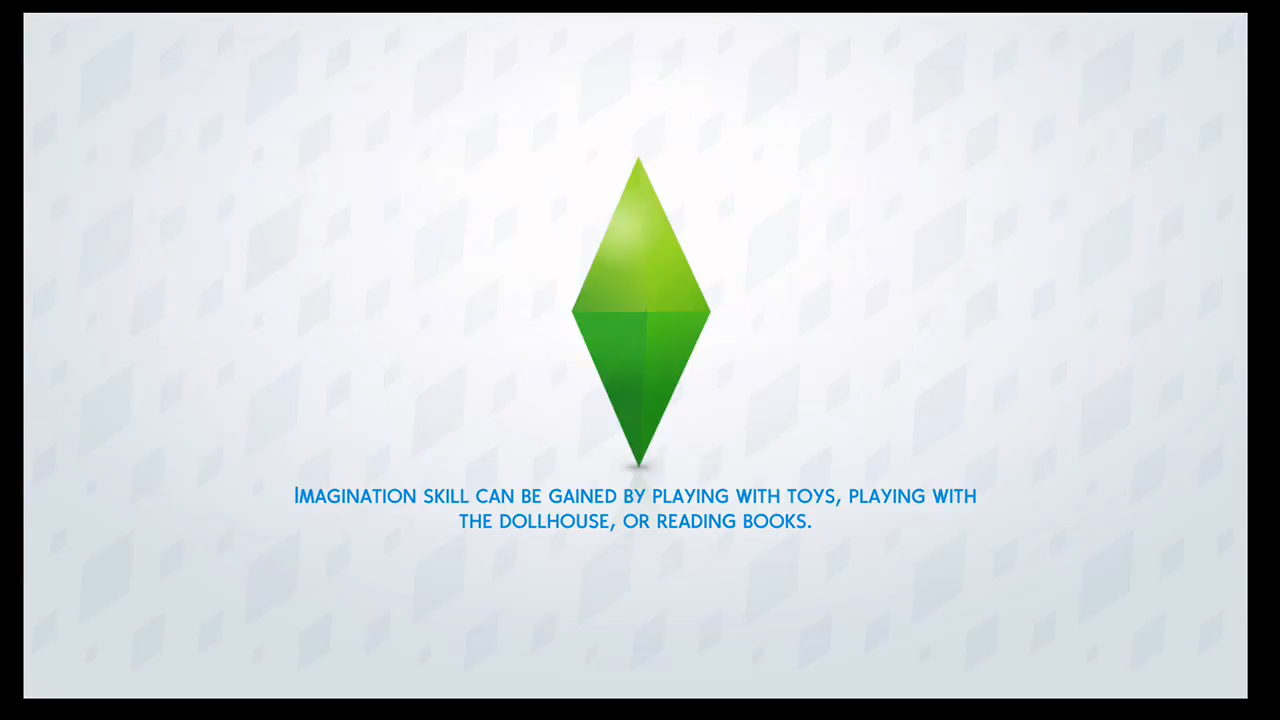 Imagination skill can be gained by playing with toys, playing with
the dollhouse, or reading books.